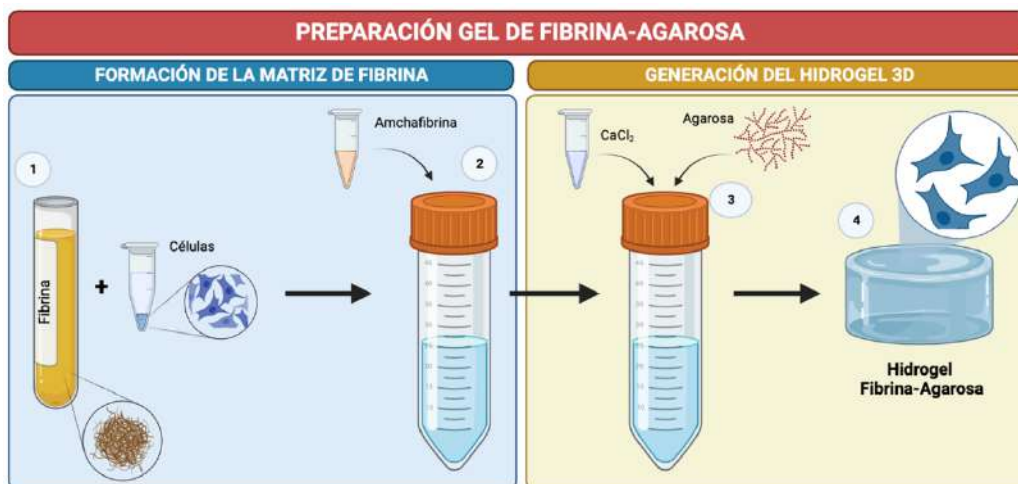 PREPARACIÓN GEL DE FIBRINA-AGAROSA
FORMACIÓN DE LA MATRIZ DE FIBRINA
1
Fibrina
+
Células
Amchafibrina
2
GENERACIÓN DEL HIDROGEL 3D
CaCl₂
Agarosa
3
4
Hidrogel
Fibrina-Agarosa